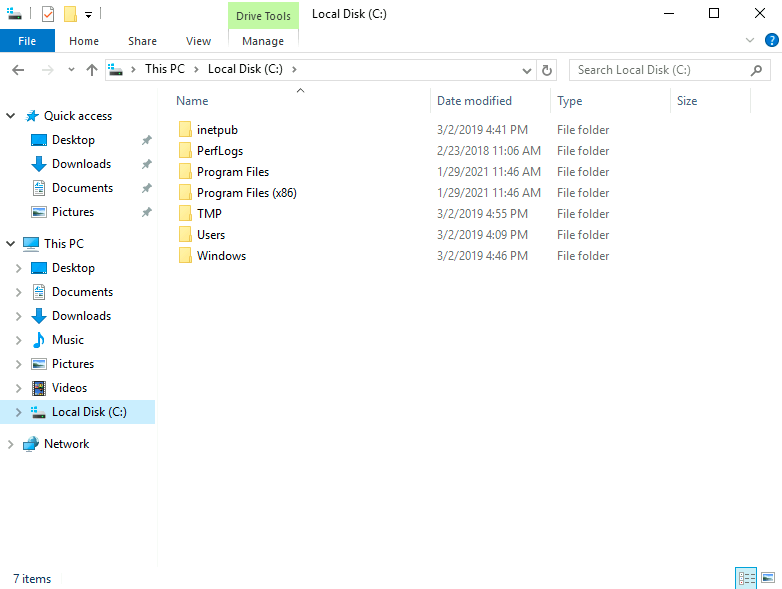 Drive Tools Local Disk (C:)
File Home Share View Manage
This PC Local Disk (C:) Search Local Disk (C:)
Quick access
Desktop
Downloads
Documents
Pictures
This PC
Desktop
Documents
Downloads
Music
Pictures
Videos
Local Disk (C:)
Network
Name Date modified Type Size
inetpub 3/2/2019 4:41 PM File folder
PerfLogs 2/23/2018 11:06 AM File folder
Program Files 1/29/2021 11:46 AM File folder
Program Files (x86) 1/29/2021 11:46 AM File folder
TMP 3/2/2019 4:55 PM File folder
Users 3/2/2019 4:09 PM File folder
Windows 3/2/2019 4:46 PM File folder
7 items